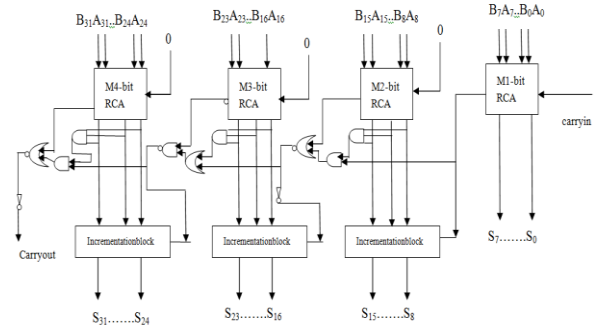 B31A31..B24A24
B23A23..B16A16
B15A15..B8A8
B7A7..B0A0
0
0
0
M4-bit
RCA
M3-bit
RCA
M2-bit
RCA
M1-bit
RCA
carryin
Incrementationblock
Incrementationblock
Incrementationblock
Carryout
S31.......S24
S23.......S16
S15.......S8
S7.......S0